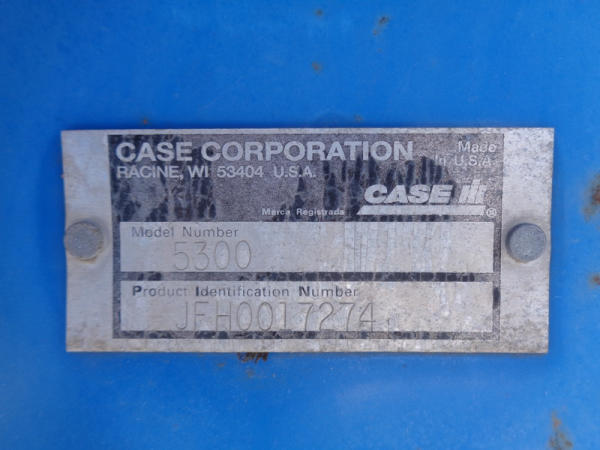 CASE CORPORATION
Made
RACINE, WI 53404 U.S.A.
In U.S.A.
CASE IH
Marca Registrada ®
Model Number
5300
Product Identification Number
JFH0017274